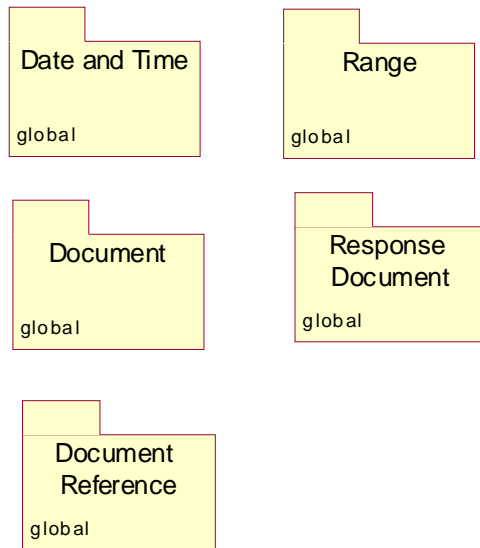 Date and Time
global
Range
global
Document
global
Response
Document
global
Document
Reference
global